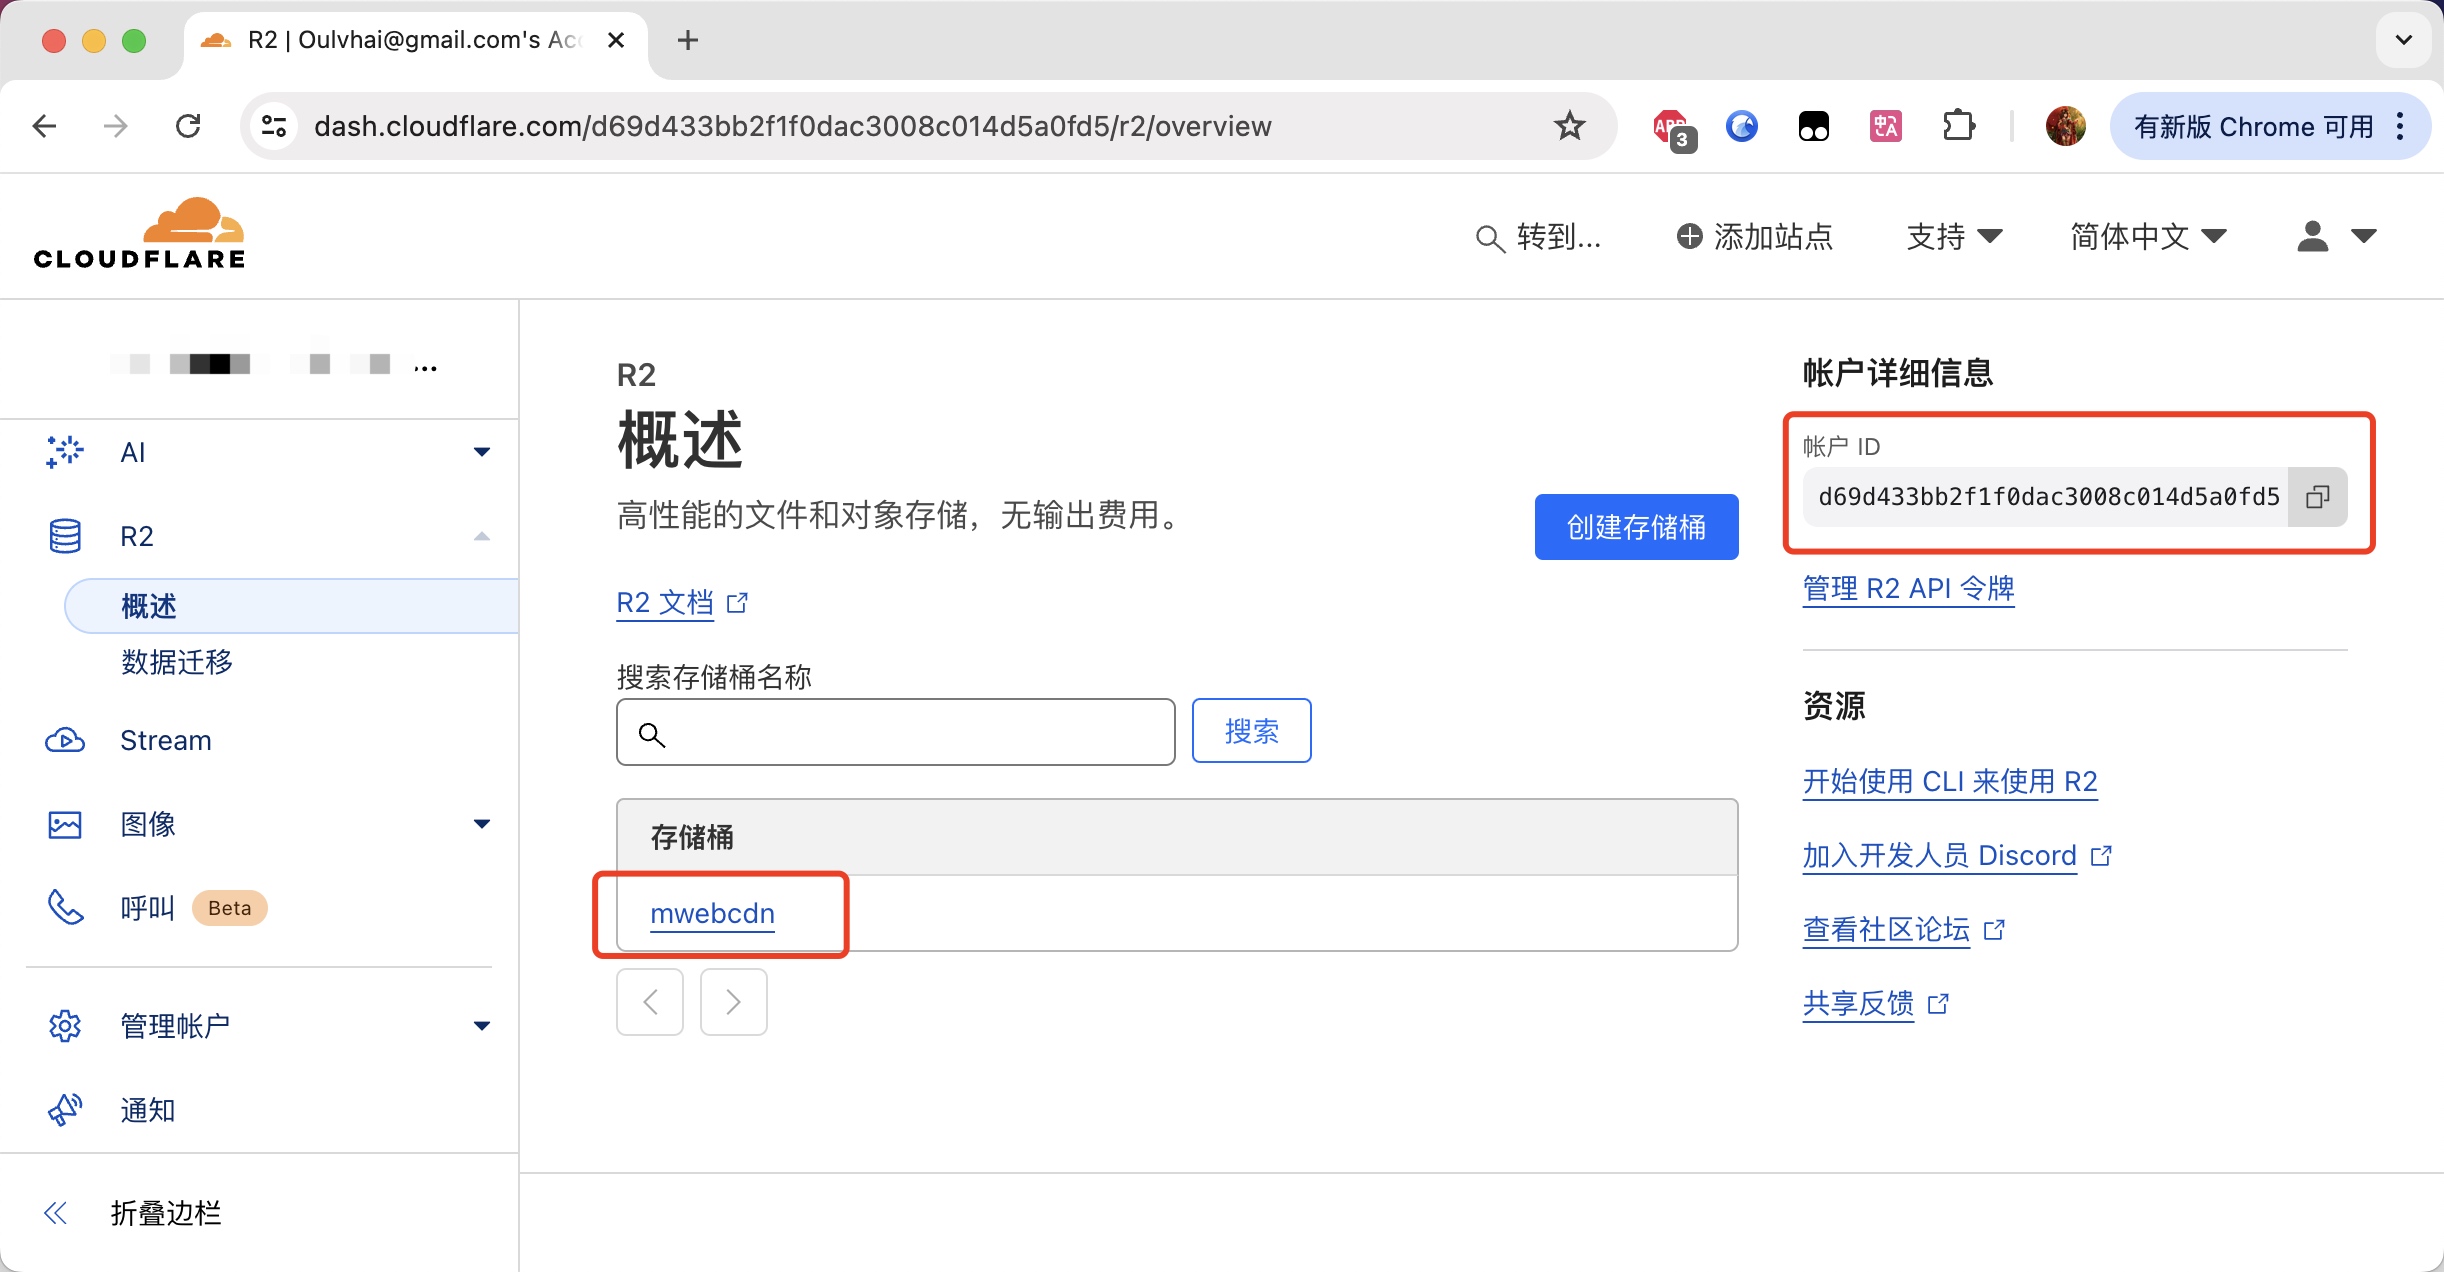 R2 | Oulvhai@gmail.com's Acc
dash.cloudflare.com/d69d433bb2f1f0dac3008c014d5a0fd5/r2/overview
ABP
3
中A
有新版 Chrome 可用
CLOUDFLARE
转到...
添加站点
支持
简体中文
...
AI
R2
概述
数据迁移
Stream
图像
呼叫
Beta
管理帐户
通知
折叠边栏
R2
概述
高性能的文件和对象存储，无输出费用。
创建存储桶
R2 文档
搜索存储桶名称
搜索
存储桶
mwebcdn
帐户详细信息
帐户 ID
d69d433bb2f1f0dac3008c014d5a0fd5
管理 R2 API 令牌
资源
开始使用 CLI 来使用 R2
加入开发人员 Discord
查看社区论坛
共享反馈